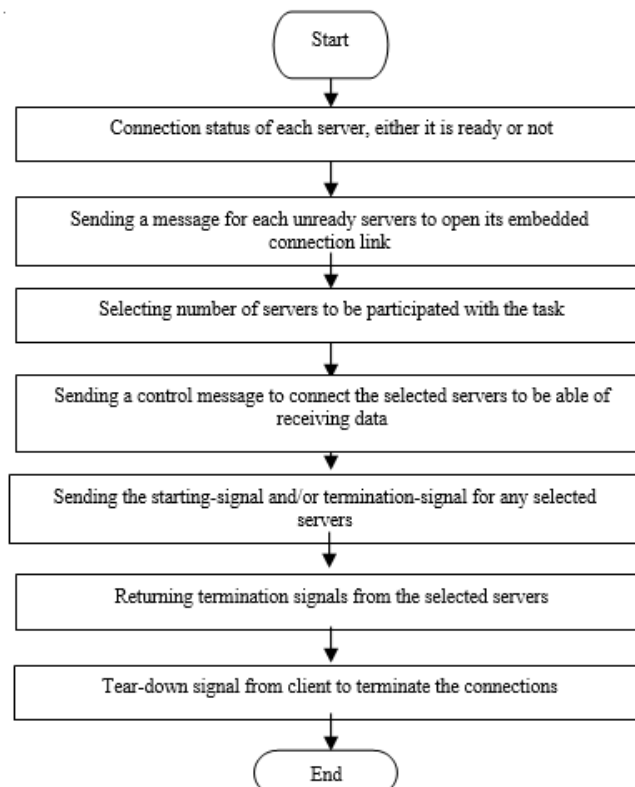 Start
Connection status of each server, either it is ready or not
Sending a message for each unready servers to open its embedded
connection link
Selecting number of servers to be participated with the task
Sending a control message to connect the selected servers to be able of
receiving data
Sending the starting-signal and/or termination-signal for any selected
servers
Returning termination signals from the selected servers
Tear-down signal from client to terminate the connections
End